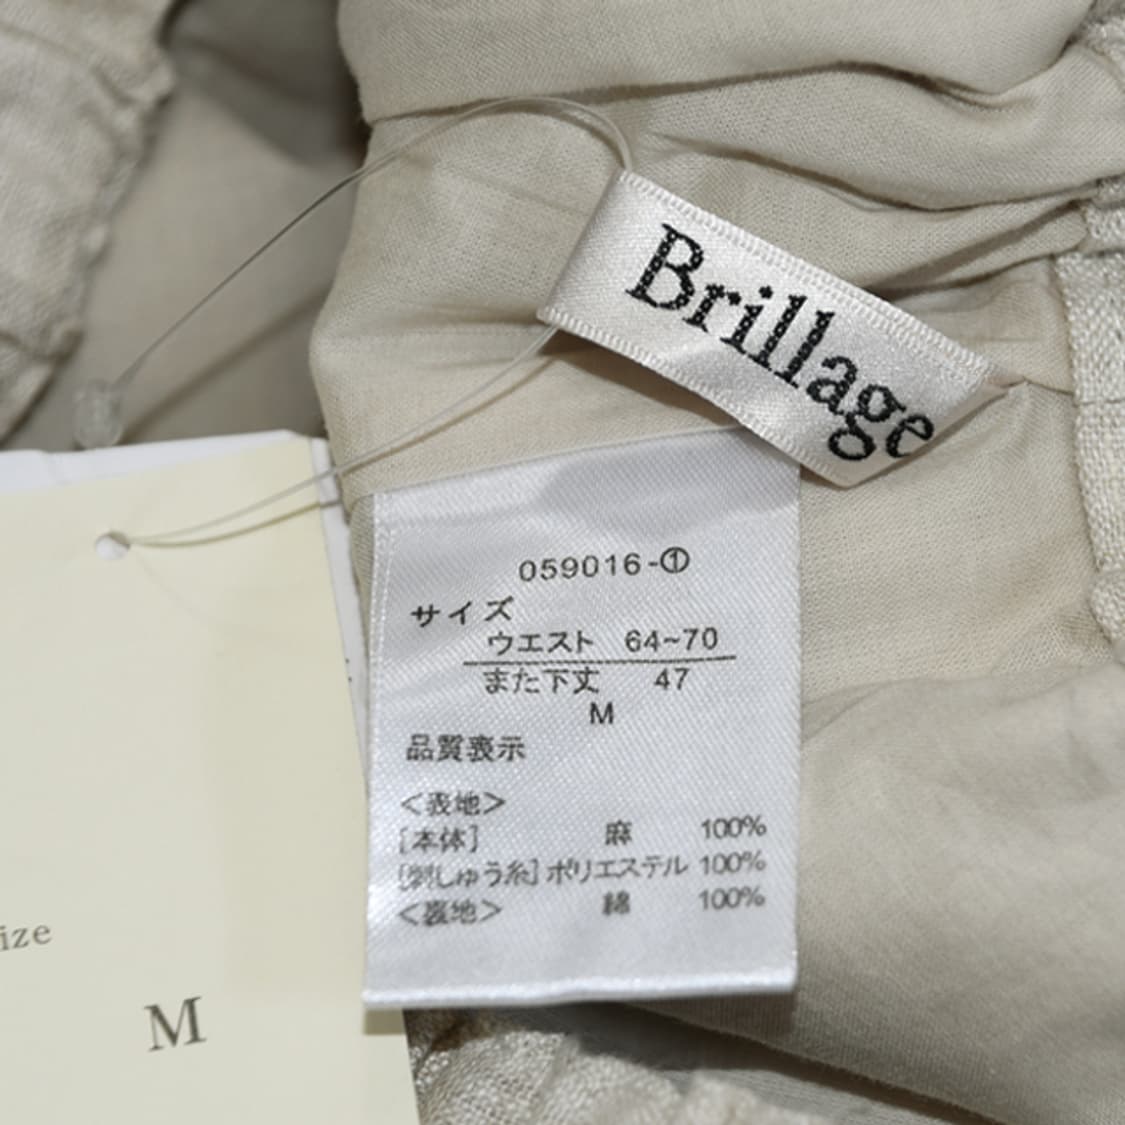 Brillage
059016-①
サイズ
ウエスト 64~70
また下丈 47
M
品質表示
<表地>
[本体] 麻 100%
[刺しゅう糸] ポリエステル 100%
<裏地> 綿 100%
ize
M